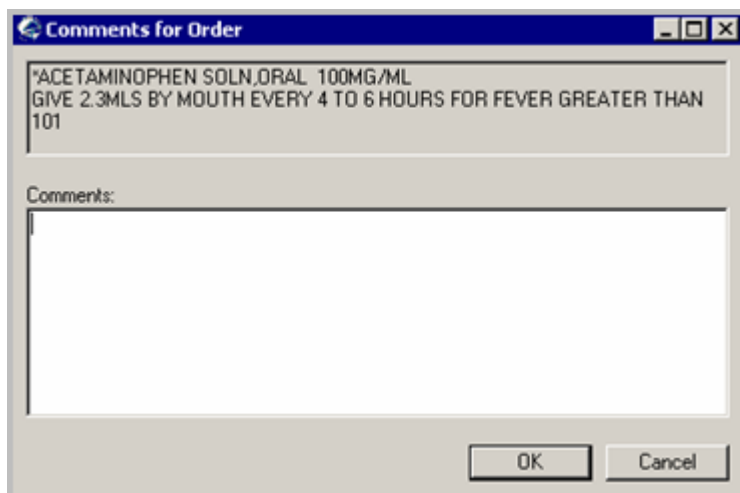 Comments for Order
*ACETAMINOPHEN SOLN,ORAL 100MG/ML
GIVE 2.3MLS BY MOUTH EVERY 4 TO 6 HOURS FOR FEVER GREATER THAN
101
Comments:
OK
Cancel